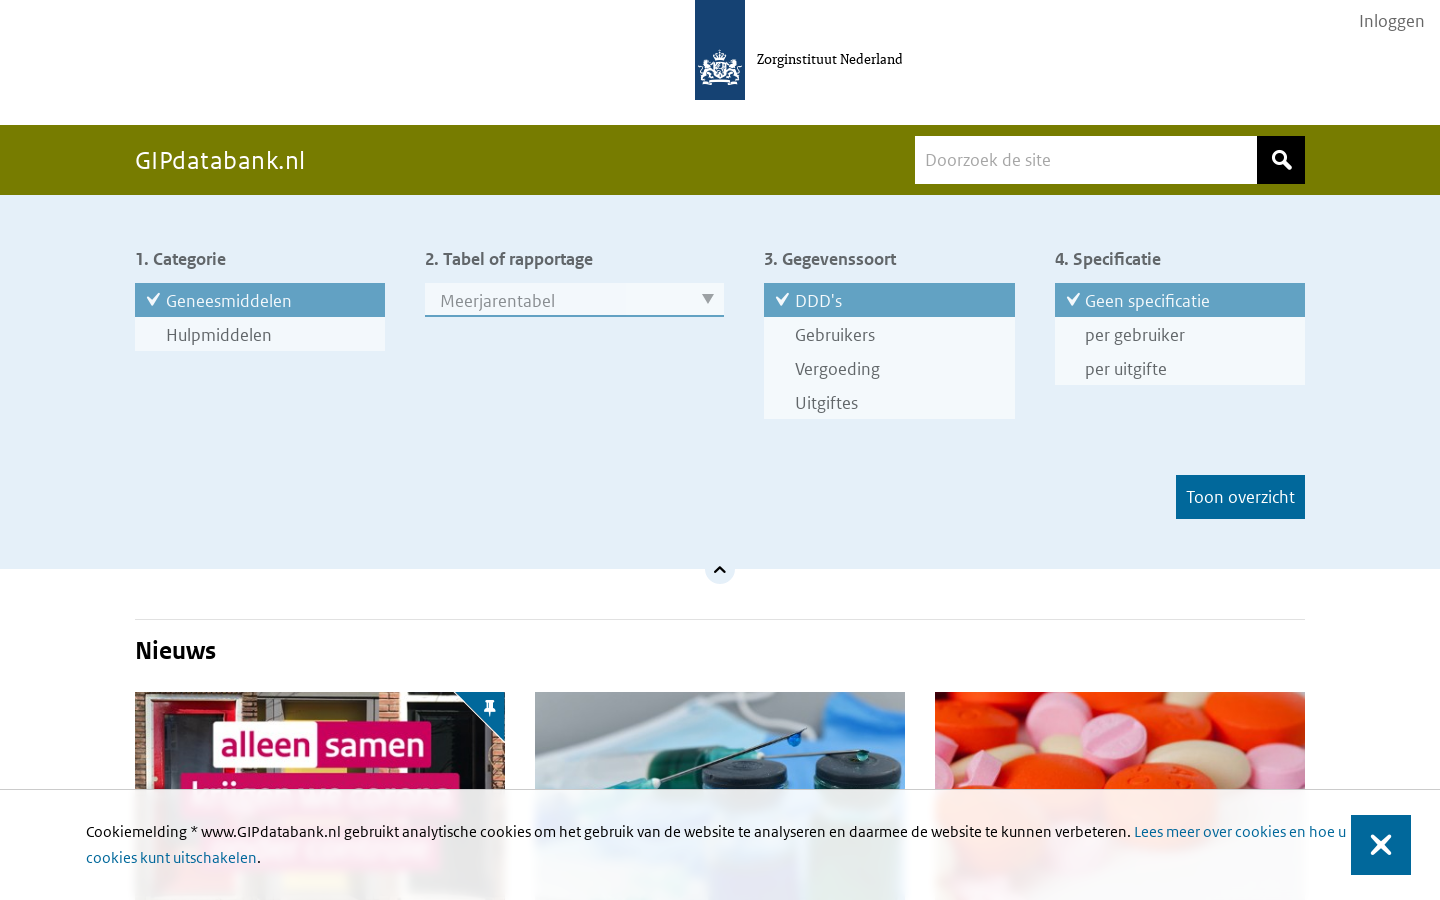 Inloggen
Zorginstituut Nederland
GIPdatabank.nl
Doorzoek de site
1. Categorie
Geneesmiddelen
Hulpmiddelen
2. Tabel of rapportage
Meerjarentabel
3. Gegevenssoort
DDD's
Gebruikers
Vergoeding
Uitgiftes
4. Specificatie
Geen specificatie
per gebruiker
per uitgifte
Toon overzicht
Nieuws
alleen samen
krijgen we corona
Cookiemelding * www.GIPdatabank.nl gebruikt analytische cookies om het gebruik van de website te analyseren en daarmee de website te kunnen verbeteren. Lees meer over cookies en hoe u
cookies kunt uitschakelen.